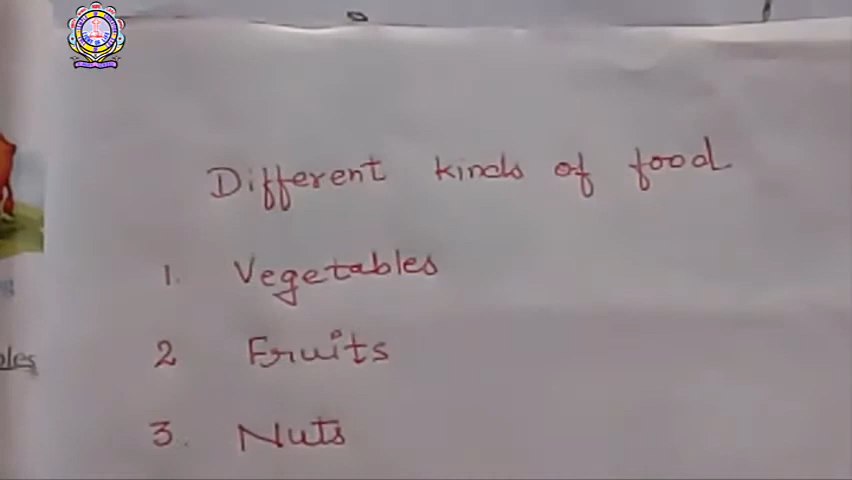 Different kinds of food
1. Vegetables
2 Fruits
3. Nuts